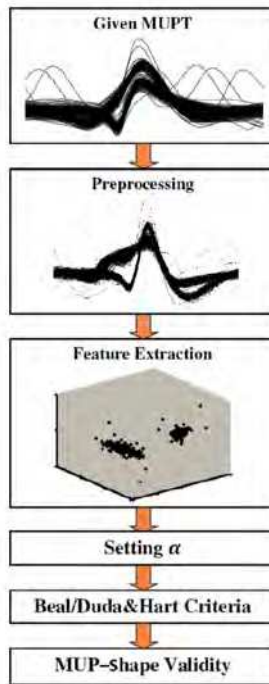 Given MUPT
Preprocessing
Feature Extraction
Setting α
Beal/Duda&Hart Criteria
MUP–Shape Validity